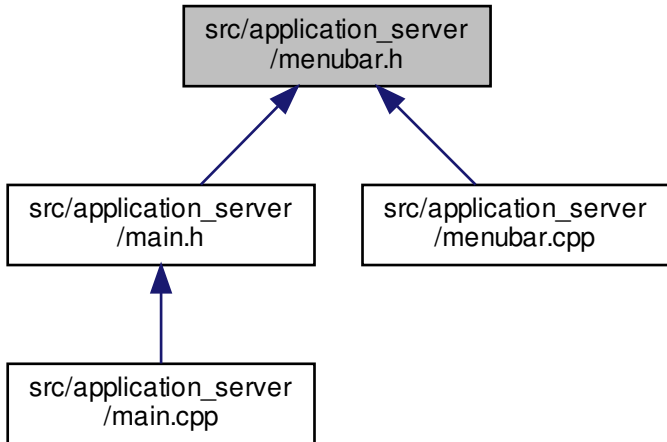 src/application_server
/menubar.h
src/application_server
/main.h
src/application_server
/menubar.cpp
src/application_server
/main.cpp